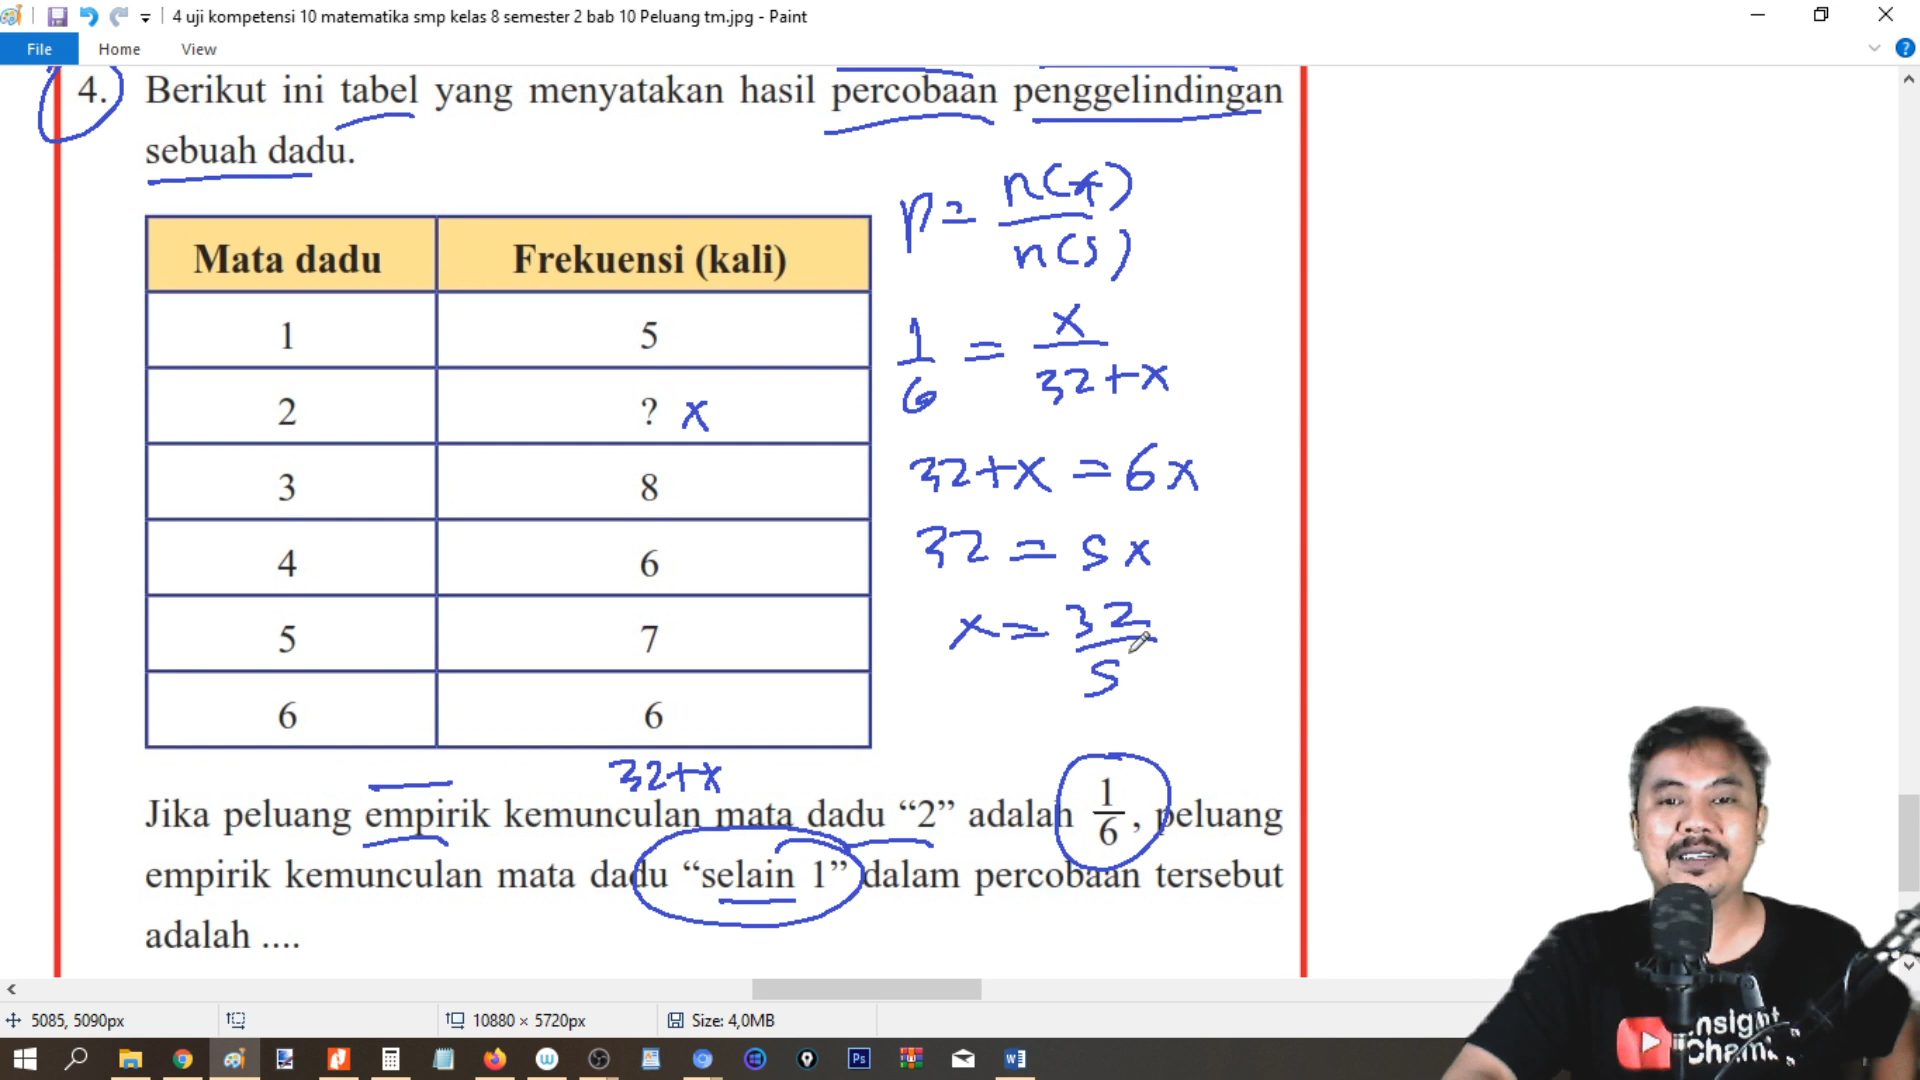 4 uji kompetensi 10 matematika smp kelas 8 semester 2 bab 10 Peluang tm.jpg - Paint
File Home View
4. Berikut ini tabel yang menyatakan hasil percobaan penggelindingan
sebuah dadu.
Mata dadu Frekuensi (kali)
1 5
2 ? x
3 8
4 6
5 7
6 6
32+x
p = n(x)/n(s)
1/6 = x/32+x
32+x = 6x
32 = 5x
x = 32/5
Jika peluang empirik kemunculan mata dadu “2” adalah 1/6, peluang
empirik kemunculan mata dadu “selain 1” dalam percobaan tersebut
adalah ....
5085, 5090px 10880 × 5720px Size: 4,0MB
Ps
W